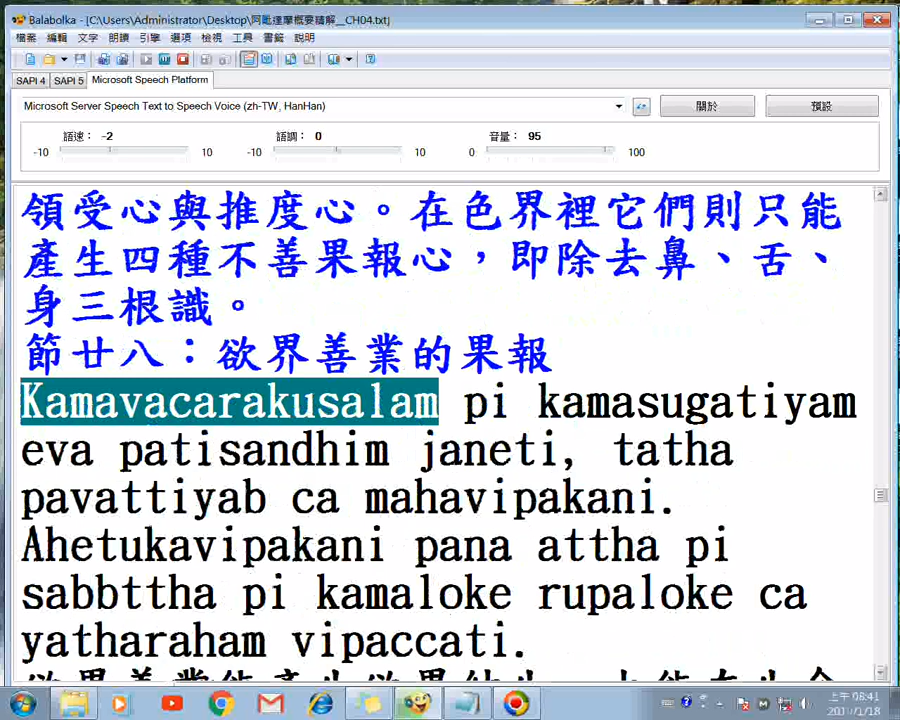 Balabolka - [C:\Users\Administrator\Desktop\阿毗達摩概要精解__CH04.txt]
檔案 編輯 文字 朗讀 引擎 選項 檢視 工具 書籤 說明
SAPI 4 SAPI 5 Microsoft Speech Platform
Microsoft Server Speech Text to Speech Voice (zh-TW, HanHan) 關於 預設
語速： -2 語調： 0 音量： 95
-10 10 -10 10 0 100
領受心與推度心。在色界裡它們則只能
產生四種不善果報心，即除去鼻、舌、
身三根識。
節廿八：欲界善業的果報
Kamavacarakusalam pi kamasugatiyam
eva patisandhim janeti, tatha
pavattiyab ca mahavipakani.
Ahetukavipakani pana attha pi
sabbttha pi kamaloke rupaloke ca
yatharaham vipaccati.
上午 08:41